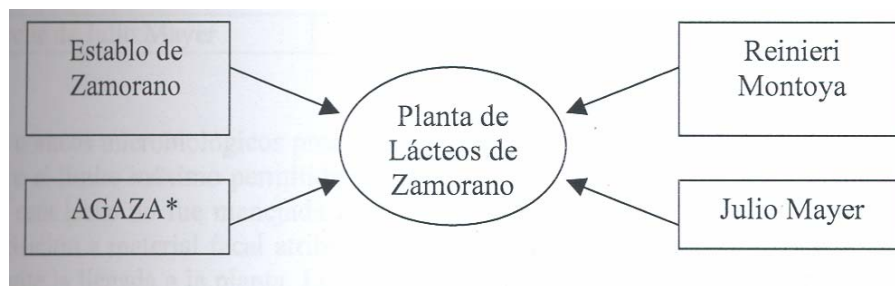 Establo de
Zamorano
AGAZA*
Planta de
Lácteos de
Zamorano
Reinieri
Montoya
Julio Mayer